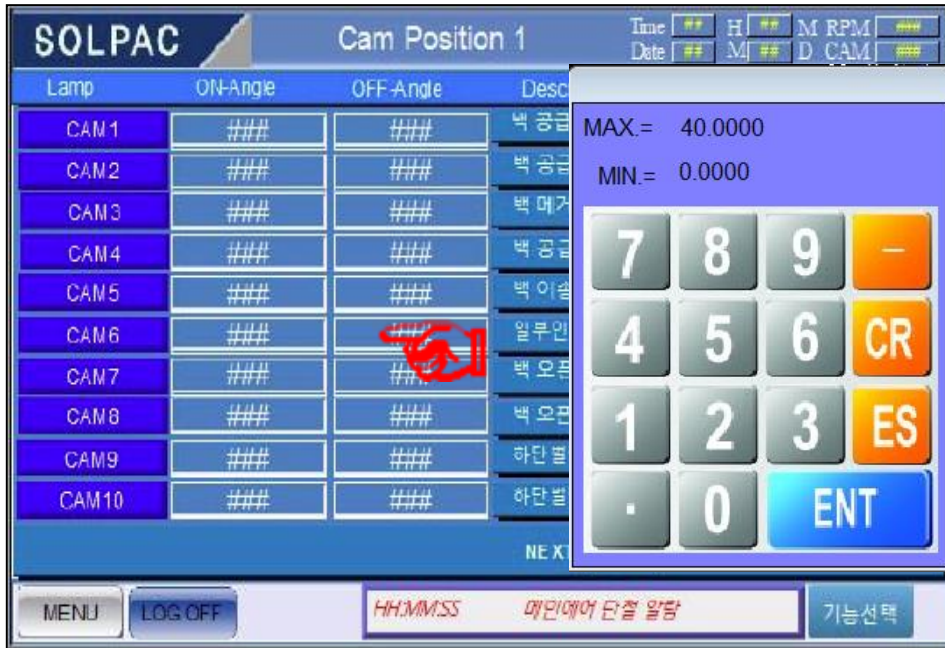 SOLPAC Cam Position 1 Time ## H ## M RPM ###
Date ## M ## D CAM ###
Lamp ON-Angle OFF-Angle Desc
CAM1 ### ### 백 공급
CAM2 ### ### 백 공급
CAM3 ### ### 백 메거
CAM4 ### ### 백 공급
CAM5 ### ### 백 이송
CAM6 ### ### 일부인
CAM7 ### ### 백 오픈
CAM8 ### ### 백 오픈
CAM9 ### ### 하단 벌
CAM10 ### ### 하단 벌
NEXT
MAX.= 40.0000
MIN.= 0.0000
7 8 9 –
4 5 6 CR
1 2 3 ES
. 0 ENT
MENU LOG OFF HH:MM:SS 메인에어 단절 알람 기능선택